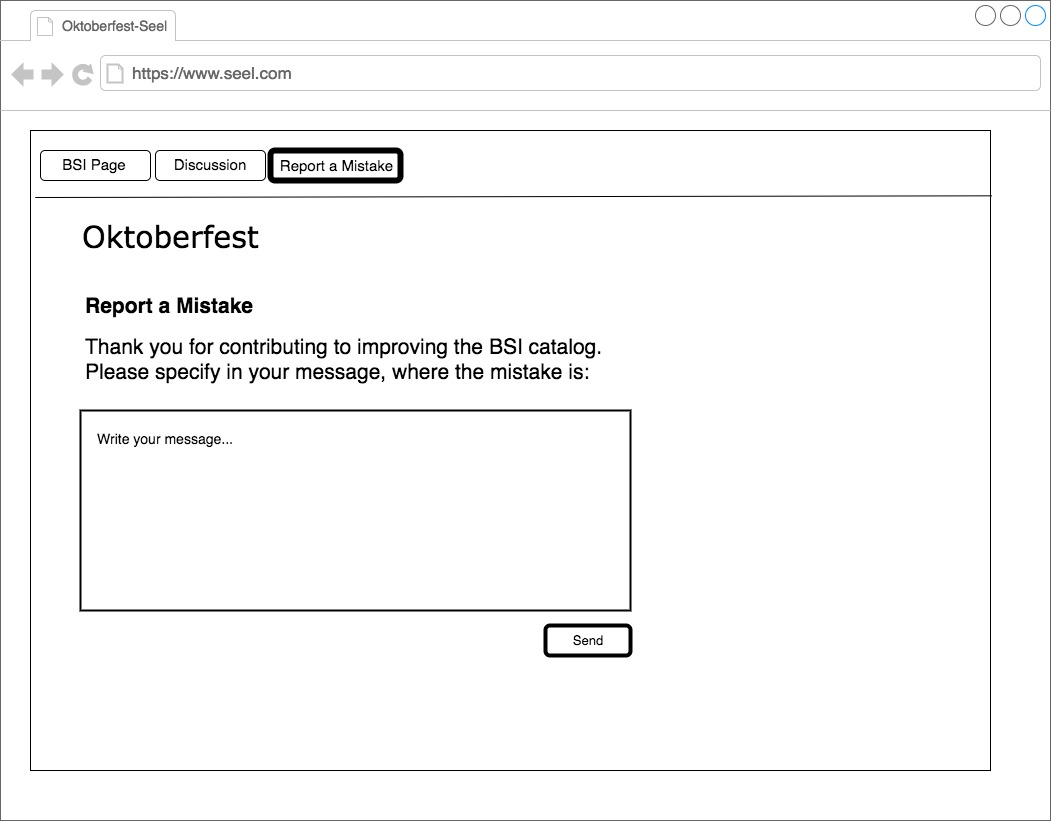 Oktoberfest-Seel
https://www.seel.com
BSI Page
Discussion
Report a Mistake
Oktoberfest
Report a Mistake
Thank you for contributing to improving the BSI catalog.
Please specify in your message, where the mistake is:
Write your message...
Send